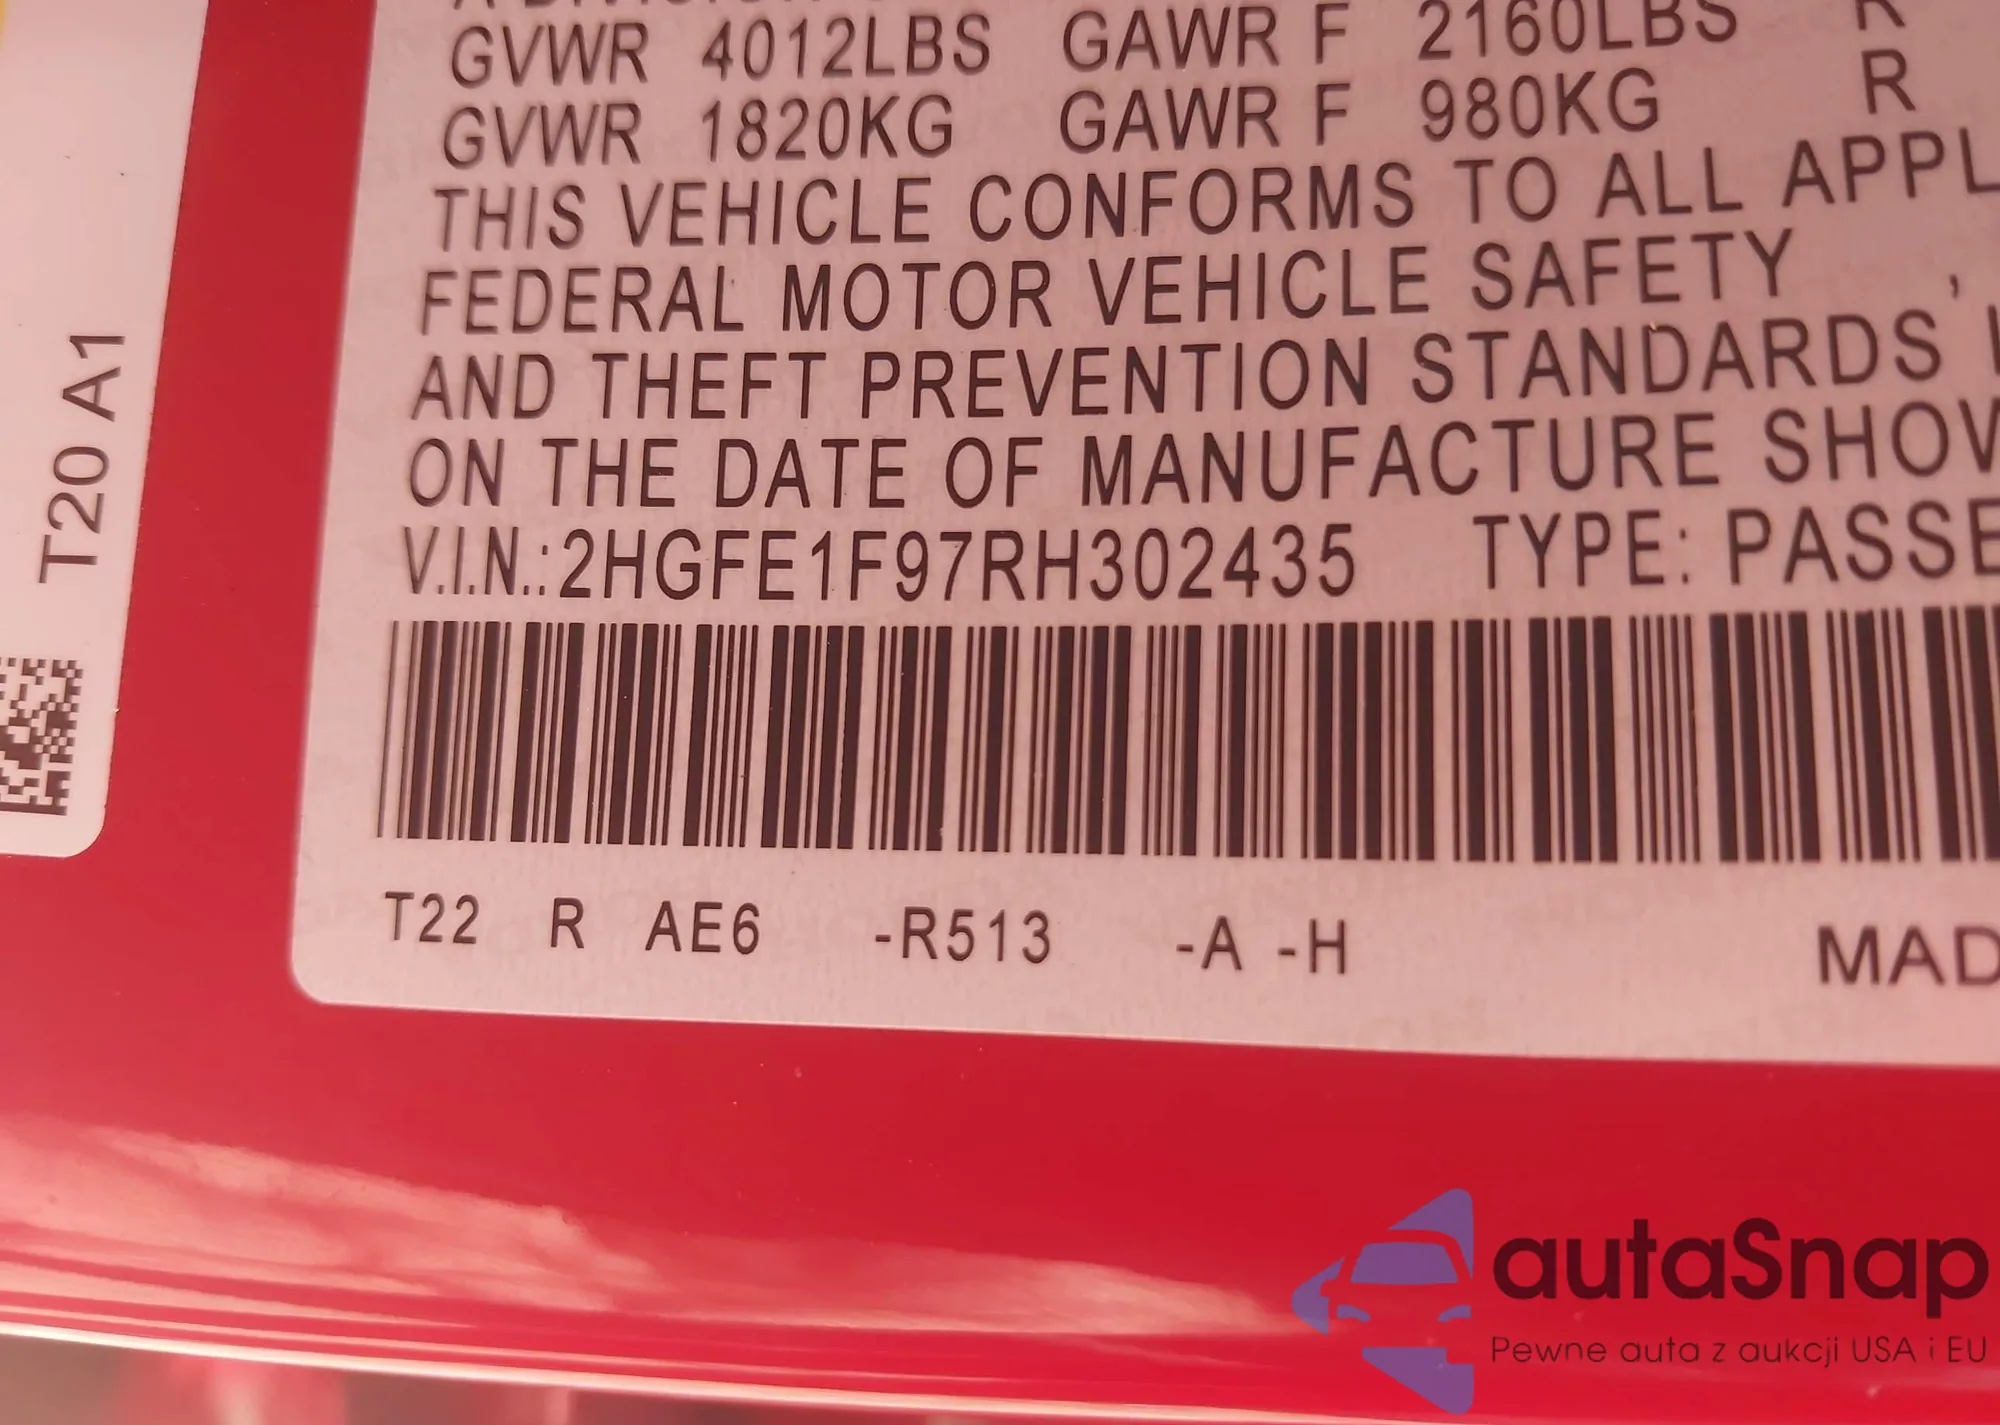 GVWR 4012LBS GAWR F 2160LBS R
GVWR 1820KG GAWR F 980KG R
THIS VEHICLE CONFORMS TO ALL APPL
FEDERAL MOTOR VEHICLE SAFETY ,
AND THEFT PREVENTION STANDARDS
ON THE DATE OF MANUFACTURE SHOW
V.I.N.:2HGFE1F97RH302435 TYPE: PASSE
T22 R AE6 -R513 -A -H MAD
T20 A1
autaSnap
Pewne auta z aukcji USA i EU